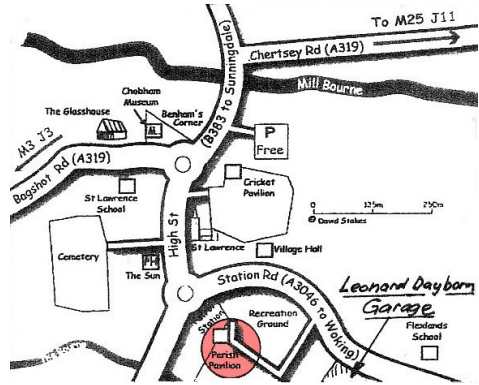 To M25 J11
Chertsey Rd (A319)
(B383 to Sunningdale)
Mill Bourne
Chobham
Museum
Benham's
Corner
The Glasshouse
M
M3 J3
Bagshot Rd (A319)
P
Free
Cricket
Pavilion
St Lawrence
School
High St
0 125m 250m
© David Stakes
St Lawrence
Village Hall
Cemetery
PH
The Sun
Station Rd (A3046 to Woking)
Leonard Dayborn
Garage
Recreation
Ground
Station
Flexlands
School
Parish
Pavilion